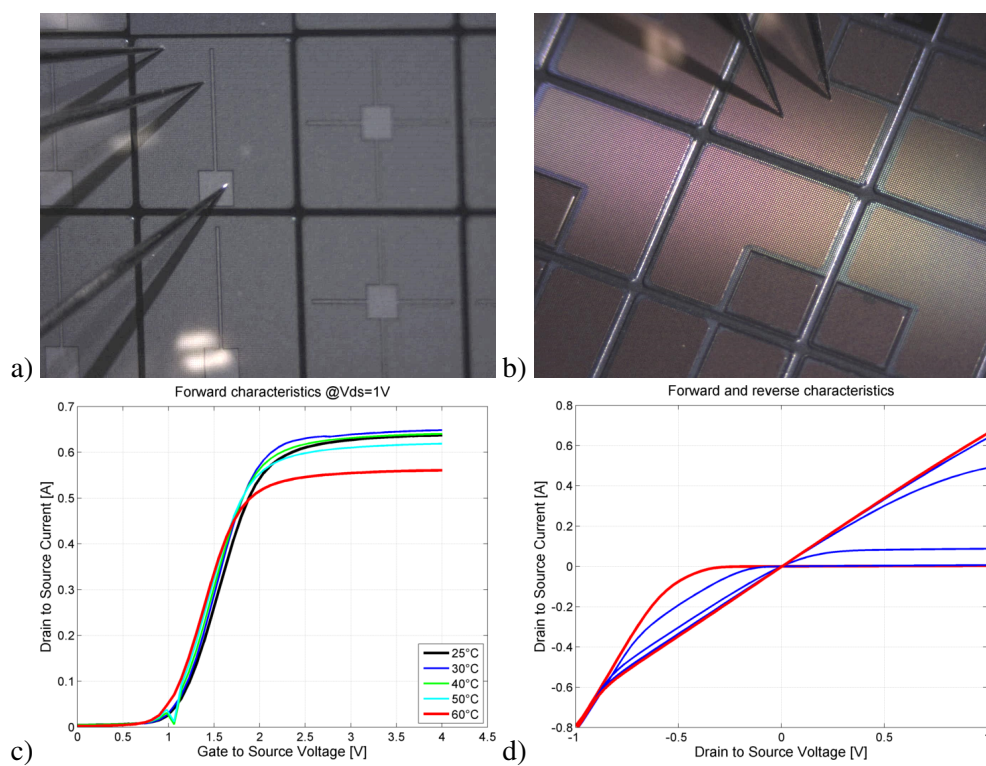 a)
b)
Forward characteristics @Vds=1V
0.7
0.6
0.5
0.4
0.3
0.2
0.1
0
Drain to Source Current [A]
25°C
30°C
40°C
50°C
60°C
0 0.5 1 1.5 2 2.5 3 3.5 4 4.5
Gate to Source Voltage [V]
c)
Forward and reverse characteristics
0.8
0.6
0.4
0.2
0
-0.2
-0.4
-0.6
-0.8
Drain to Source Current [A]
-1 -0.5 0 0.5 1
Drain to Source Voltage [V]
d)